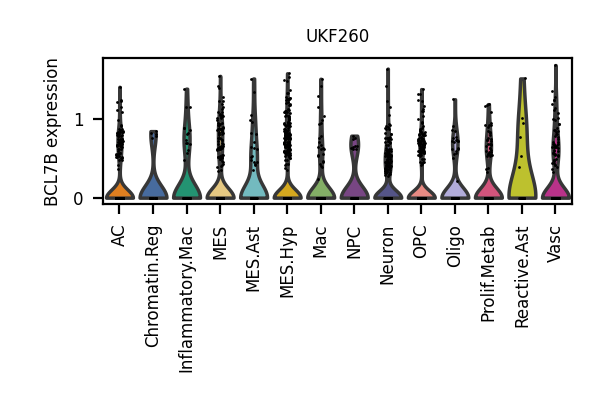 UKF260
BCL7B expression
1
0
AC
Chromatin.Reg
Inflammatory.Mac
MES
MES.Ast
MES.Hyp
Mac
NPC
Neuron
OPC
Oligo
Prolif.Metab
Reactive.Ast
Vasc